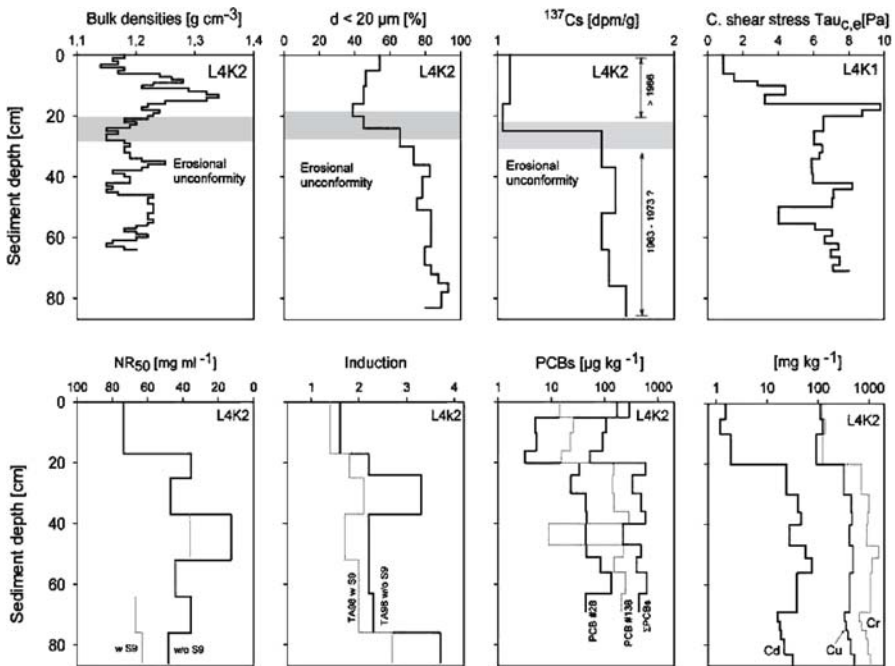 Bulk densities [g cm⁻³]
1,1 1,2 1,3 1,4
L4K2
Erosional
unconformity
Sediment depth [cm]
0
20
40
60
80
d < 20 µm [%]
0 20 40 60 80 100
L4K2
Erosional
unconformity
¹³⁷Cs [dpm/g]
1 2
L4K2
> 1966
Erosional
unconformity
1963 - 1973 ?
C. shear stress Tau c,e [Pa]
0 2 4 6 8 10
L4K1
NR50 [mg ml⁻¹]
100 80 60 40 20 0
L4K2
Sediment depth [cm]
0
20
40
60
80
w S9
w/o S9
Induction
1 2 3 4
L4k2
TA98 w S9
TA98 w/o S9
PCBs [µg kg⁻¹]
1 10 100 1000
L4K2
PCB #28
PCB #138
ΣPCBs
[mg kg⁻¹]
1 10 100 1000
L4K2
Cd
Cu
Cr